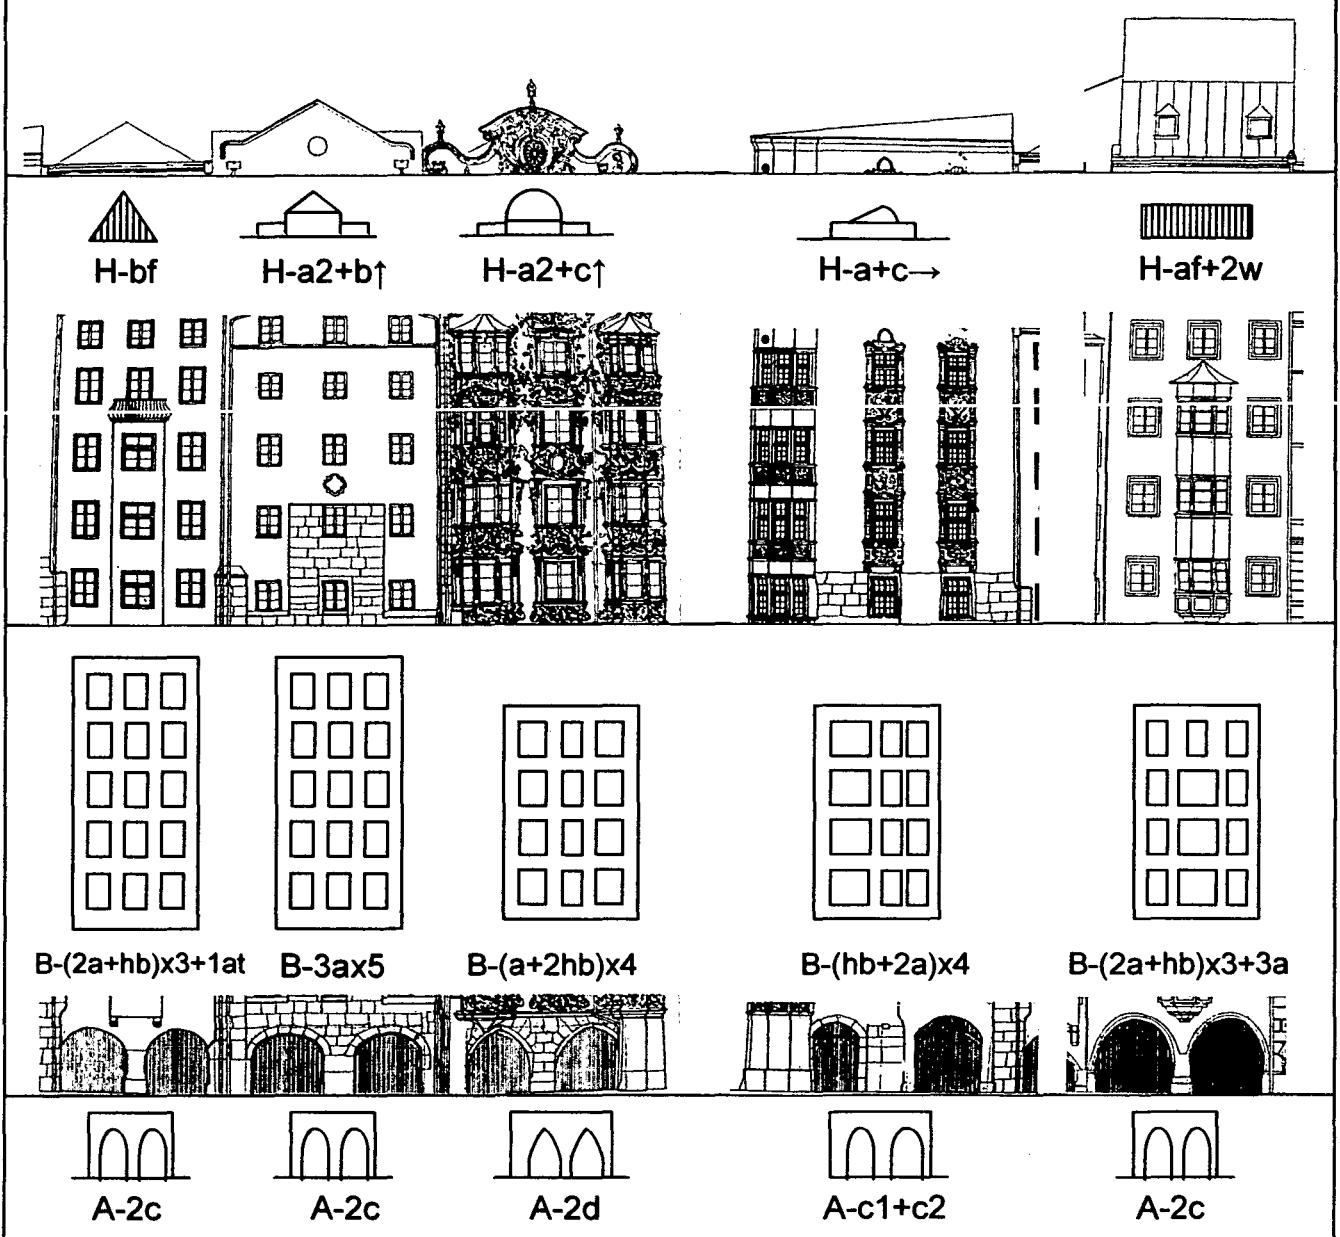 H-bf H-a2+b↑ H-a2+c↑ H-a+c→ H-af+2w
B-(2a+hb)x3+1at B-3ax5 B-(a+2hb)x4 B-(hb+2a)x4 B-(2a+hb)x3+3a
A-2c A-2c A-2d A-c1+c2 A-2c